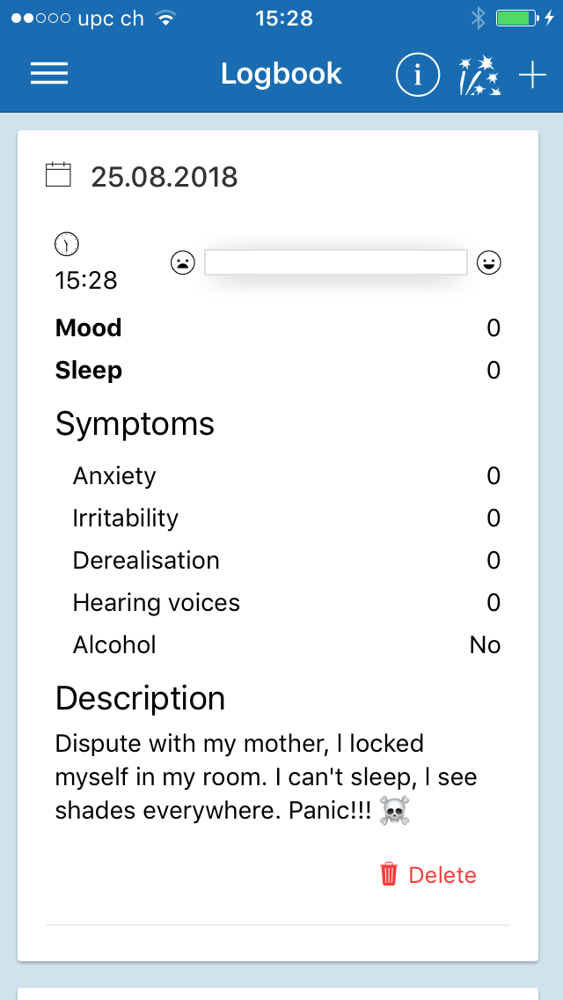 upc ch 15:28
Logbook
25.08.2018
15:28
Mood 0
Sleep 0
Symptoms
Anxiety 0
Irritability 0
Derealisation 0
Hearing voices 0
Alcohol No
Description
Dispute with my mother, I locked
myself in my room. I can't sleep, I see
shades everywhere. Panic!!! ☠️
Delete